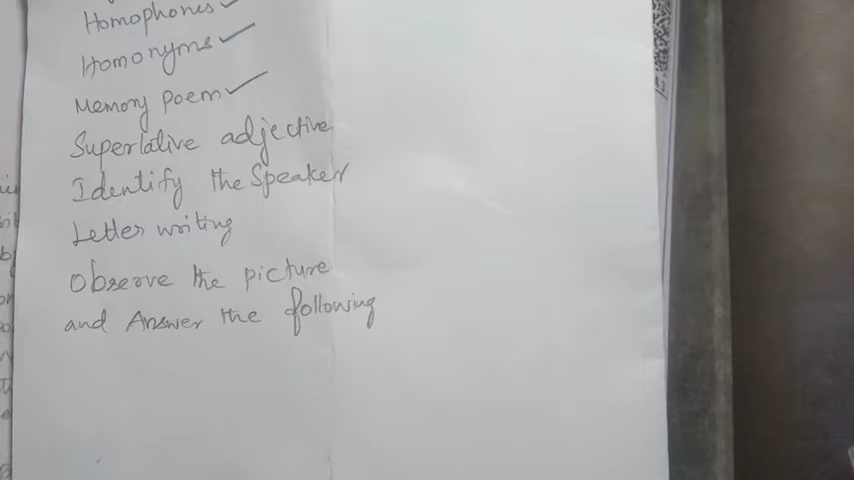 Homophones ✓
Homonyms ✓
Memory poem ✓
Superlative adjective
Identify the Speaker
Letter writing
Observe the picture
and Answer the following